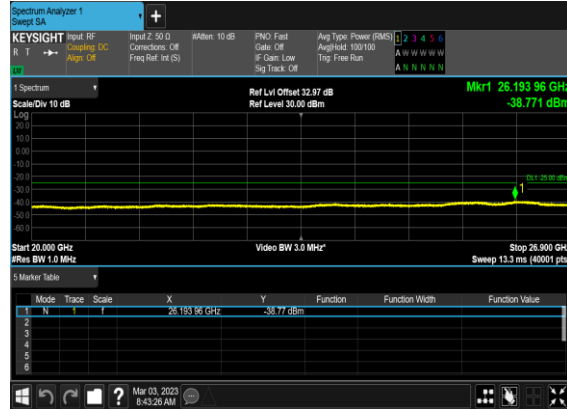 Spectrum Analyzer 1
Swept SA
+
KEYSIGHT
R T
LW
Input: RF
Coupling: DC
Align: Off
Input Z: 50 Ω
Corrections: Off
Freq Ref: Int (S)
#Atten: 10 dB
PNO: Fast
Gate: Off
IF Gain: Low
Sig Track: Off
Avg Type: Power (RMS)
Avg|Hold: 100/100
Trig: Free Run
1 2 3 4 5 6
A W W W W W
A N N N N N
1 Spectrum
Scale/Div 10 dB
Log
Ref Lvl Offset 32.97 dB
Ref Level 30.00 dBm
Mkr1 26.193 96 GHz
-38.771 dBm
20.0
10.0
0.00
-10.0
-20.0
-30.0
-40.0
-50.0
-60.0
DL1 -25.00 dBm
1
Start 20.000 GHz
#Res BW 1.0 MHz
Video BW 3.0 MHz*
Stop 26.900 GHz
Sweep 13.3 ms (40001 pts)
5 Marker Table
Mode Trace Scale X Y Function Function Width Function Value
1 N 1 f 26.193 96 GHz -38.77 dBm
2
3
4
5
6
?
Mar 03, 2023
8:43:26 AM